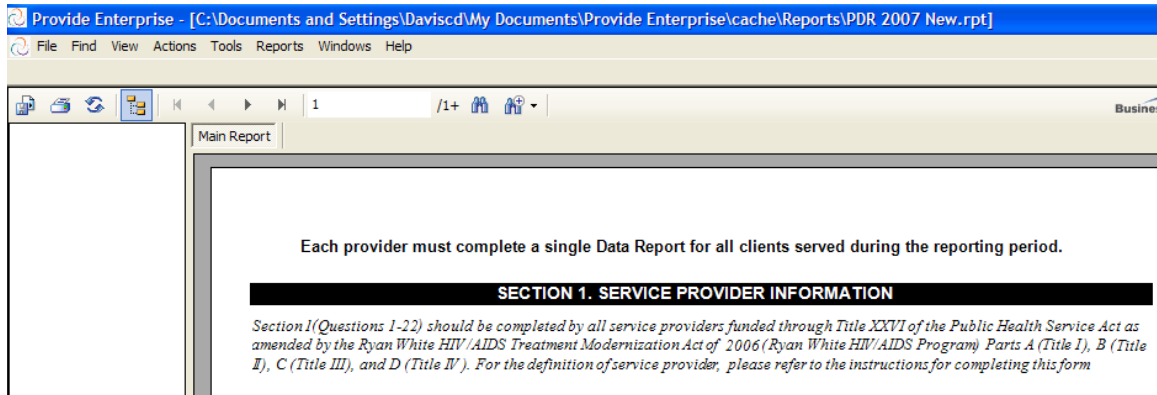 Provide Enterprise - [C:\Documents and Settings\Daviscd\My Documents\Provide Enterprise\cache\Reports\PDR 2007 New.rpt]
File Find View Actions Tools Reports Windows Help
1 /1+
Main Report
Each provider must complete a single Data Report for all clients served during the reporting period.
SECTION 1. SERVICE PROVIDER INFORMATION
Section 1(Questions 1-22) should be completed by all service providers funded through Title XXVI of the Public Health Service Act as
amended by the Ryan White HIV/AIDS Treatment Modernization Act of 2006 (Ryan White HIV/AIDS Program) Parts A (Title I), B (Title
II), C (Title III), and D (Title IV). For the definition of service provider, please refer to the instructions for completing this form